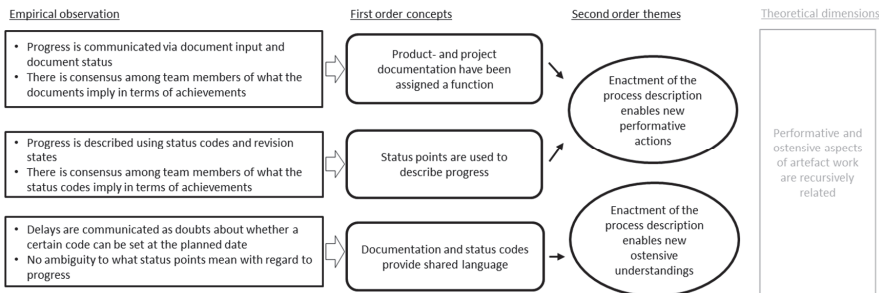 Empirical observation
First order concepts
Second order themes
Theoretical dimensions
• Progress is communicated via document input and
document status
• There is consensus among team members of what the
documents imply in terms of achievements
Product- and project
documentation have been
assigned a function
Enactment of the
process description
enables new
performative
actions
• Progress is described using status codes and revision
states
• There is consensus among team members of what the
status codes imply in terms of achievements
Status points are used to
describe progress
Performative and
ostensive aspects
of artefact work
are recursively
related
• Delays are communicated as doubts about whether a
certain code can be set at the planned date
• No ambiguity to what status points mean with regard to
progress
Documentation and status codes
provide shared language
Enactment of the
process description
enables new
ostensive
understandings